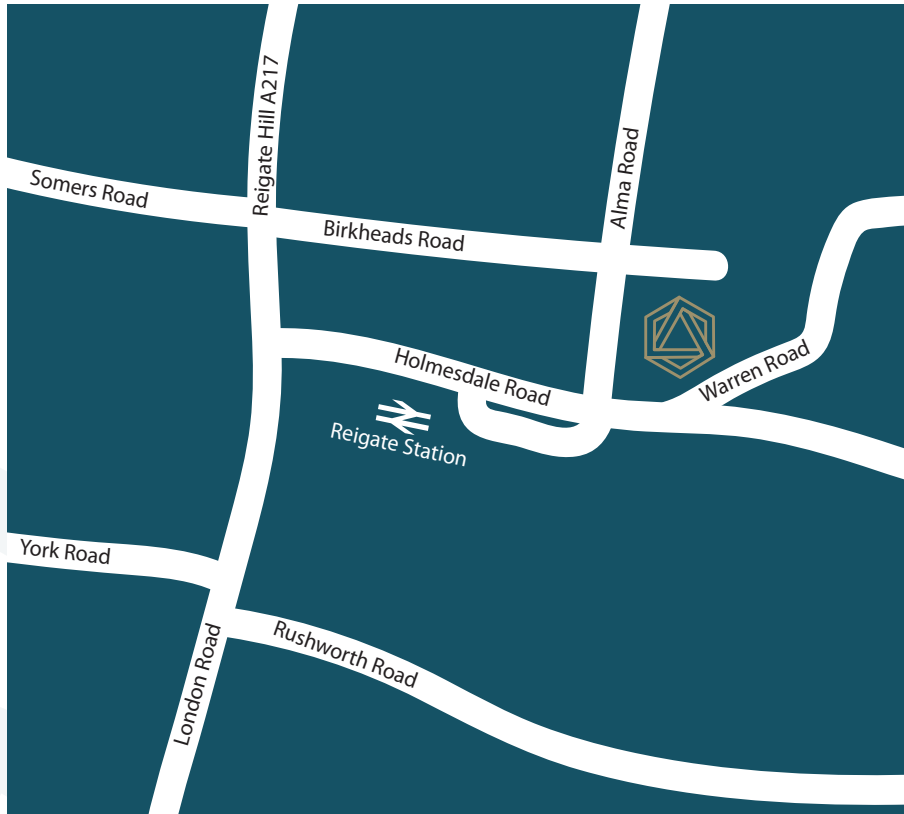 Reigate Hill A217
Alma Road
Somers Road
Birkheads Road
Holmesdale Road
Warren Road
Reigate Station
York Road
Rushworth Road
London Road